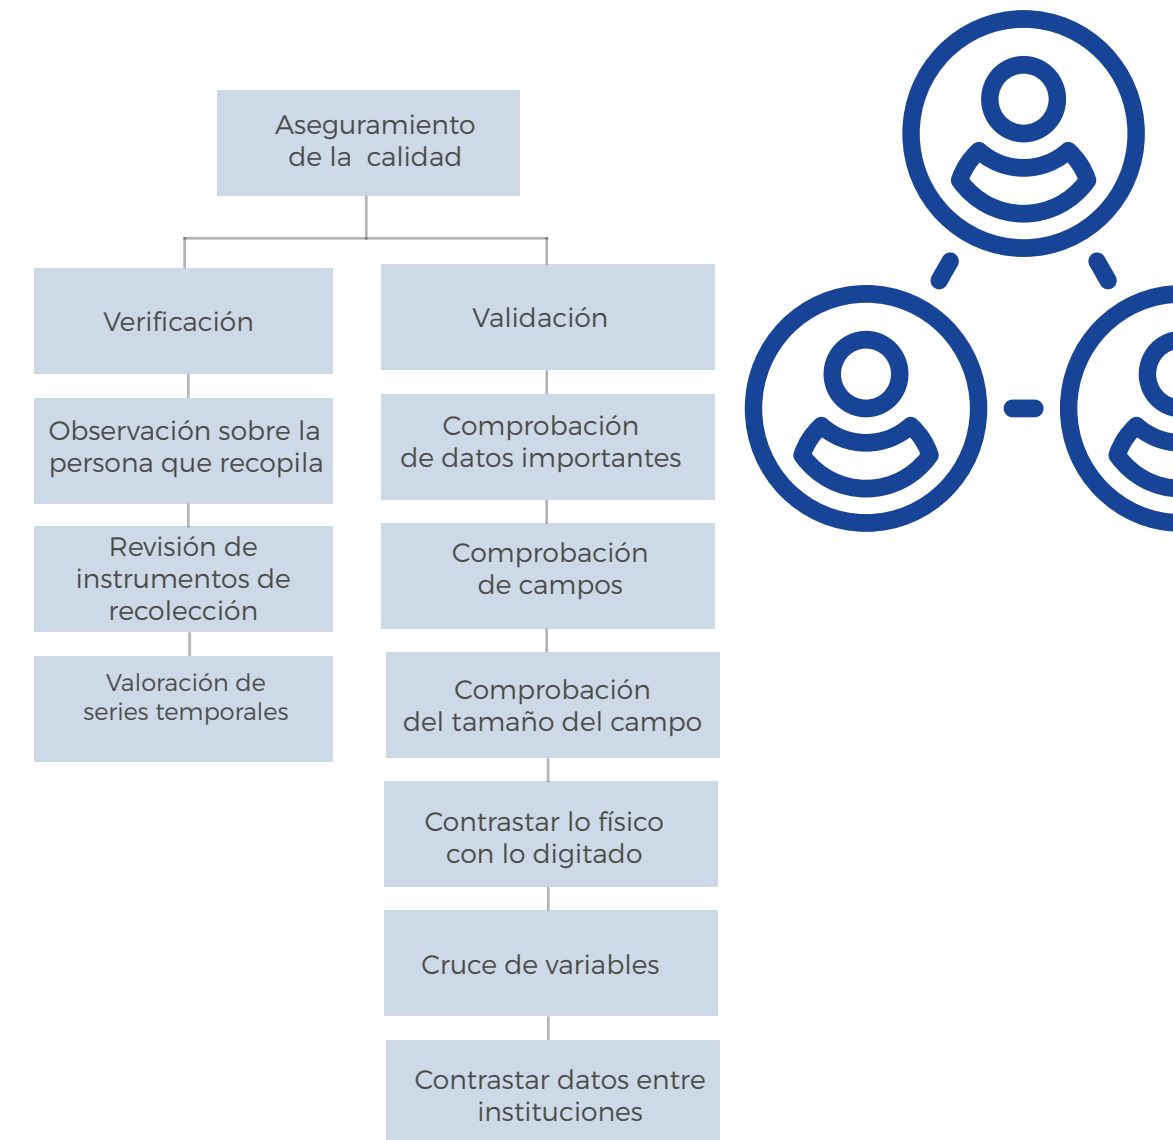 Aseguramiento
de la calidad
Verificación
Observación sobre la
persona que recopila
Revisión de
instrumentos de
recolección
Valoración de
series temporales
Validación
Comprobación
de datos importantes
Comprobación
de campos
Comprobación
del tamaño del campo
Contrastar lo físico
con lo digitado
Cruce de variables
Contrastar datos entre
instituciones